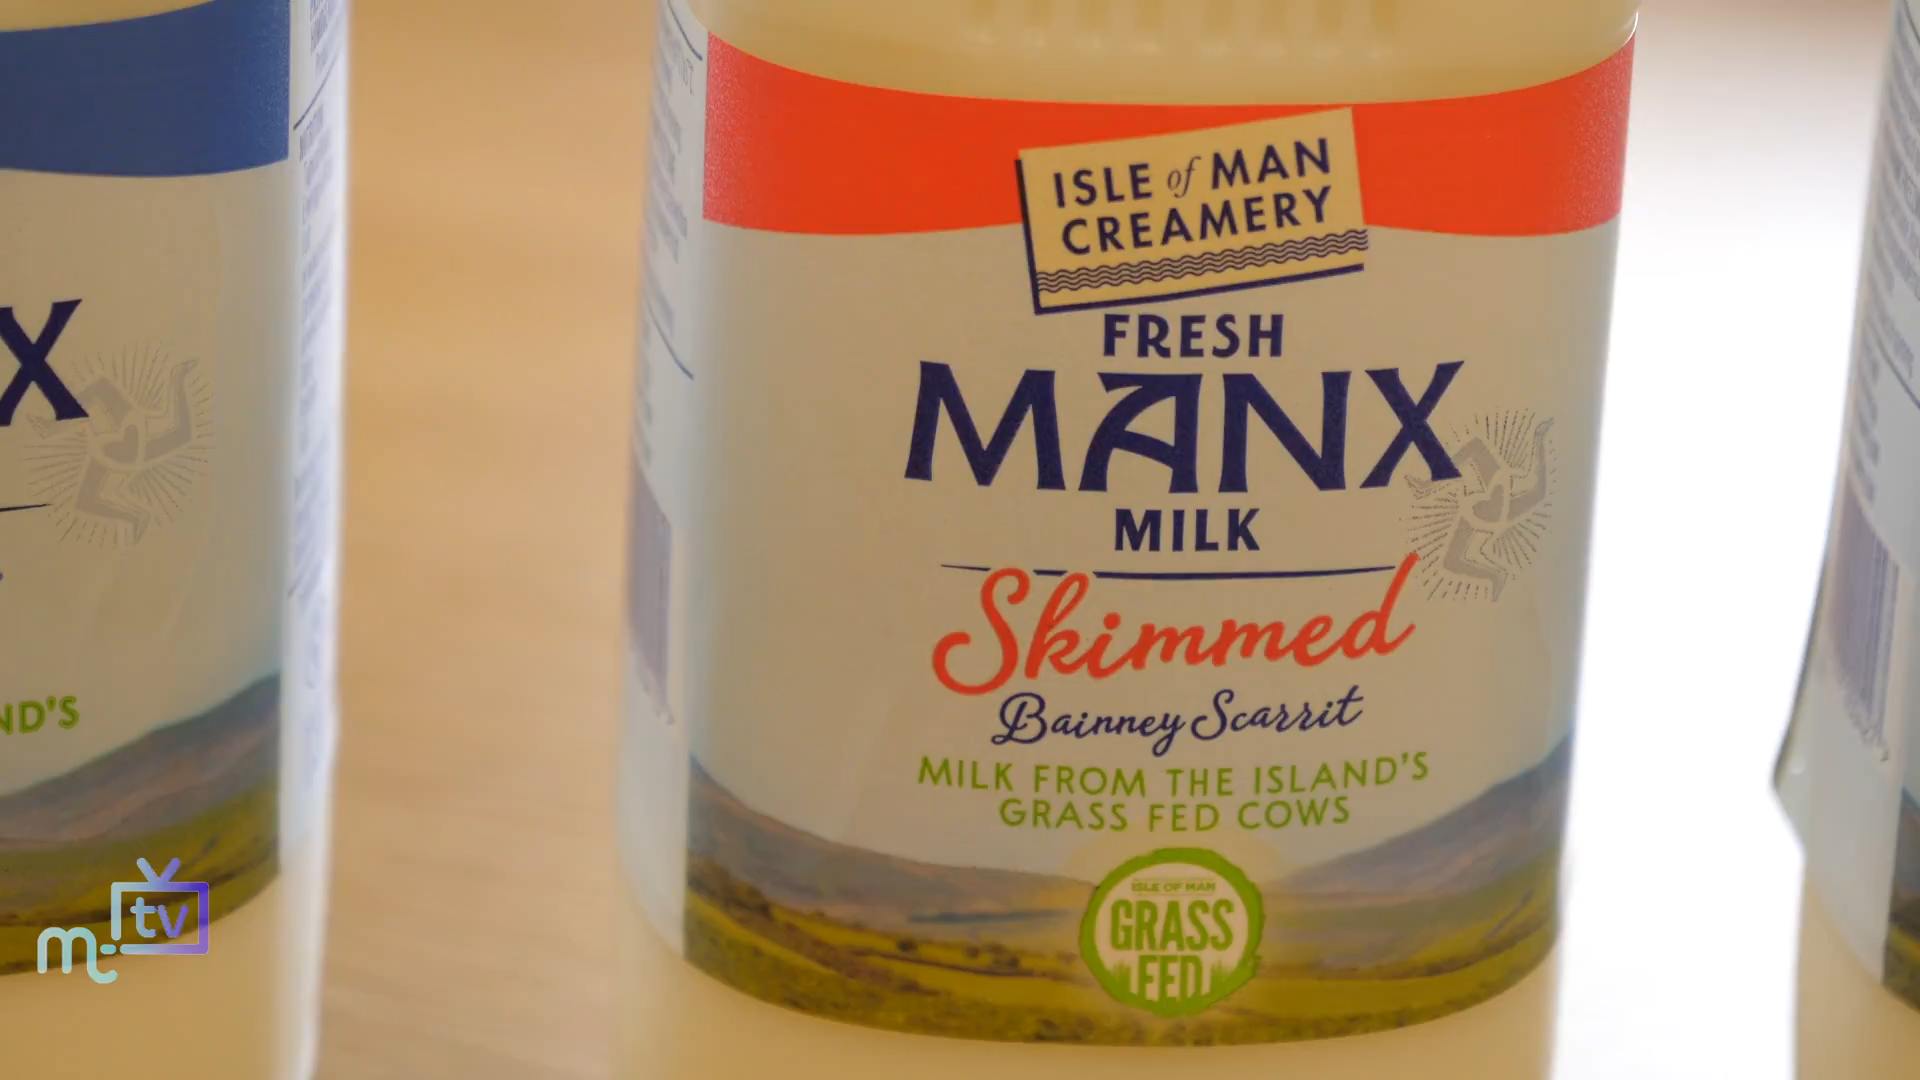 ISLE of MAN
CREAMERY
FRESH
MANX
MILK
Skimmed
Bainney Scarrit
MILK FROM THE ISLAND'S
GRASS FED COWS
ISLE OF MAN
GRASS
FED
X
ND'S
tv
m